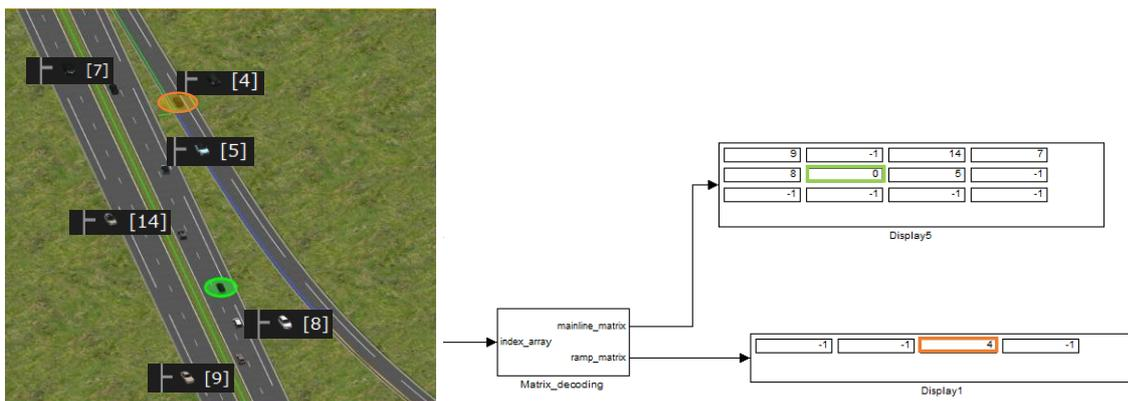 [7]
[4]
[5]
[14]
[8]
[9]
9 -1 14 7
8 0 5 -1
-1 -1 -1 -1
Display5
mainline_matrix
index_array
ramp_matrix
Matrix_decoding
-1 -1 4 -1
Display1